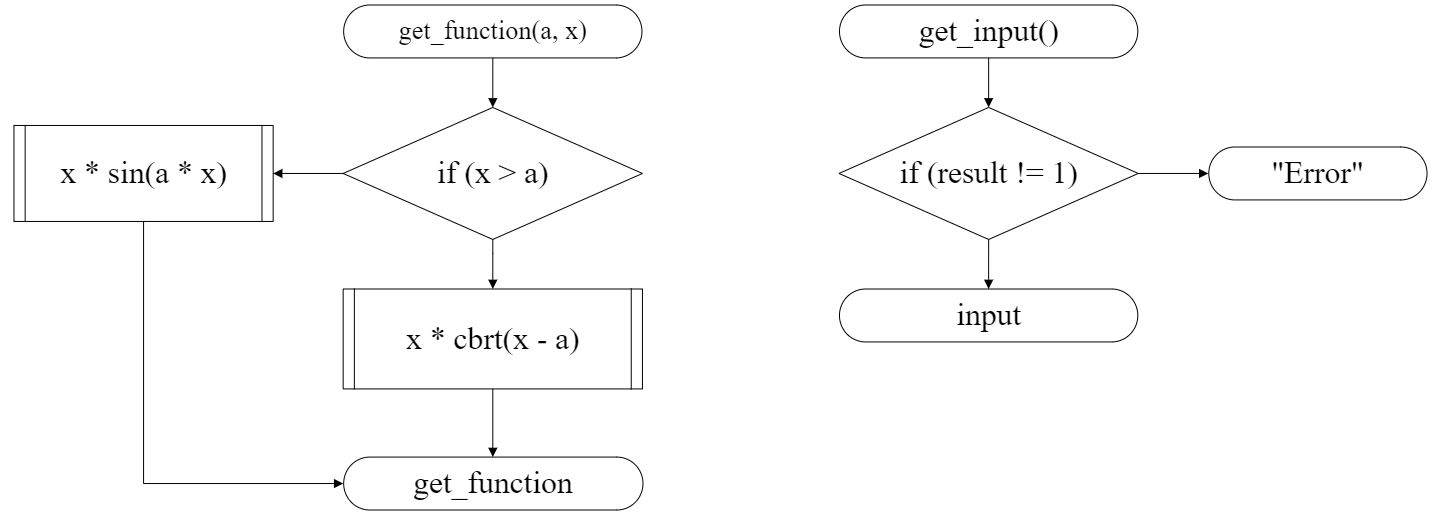 get_function(a, x)
if (x > a)
x * sin(a * x)
x * cbrt(x - a)
get_function
get_input()
if (result != 1)
"Error"
input